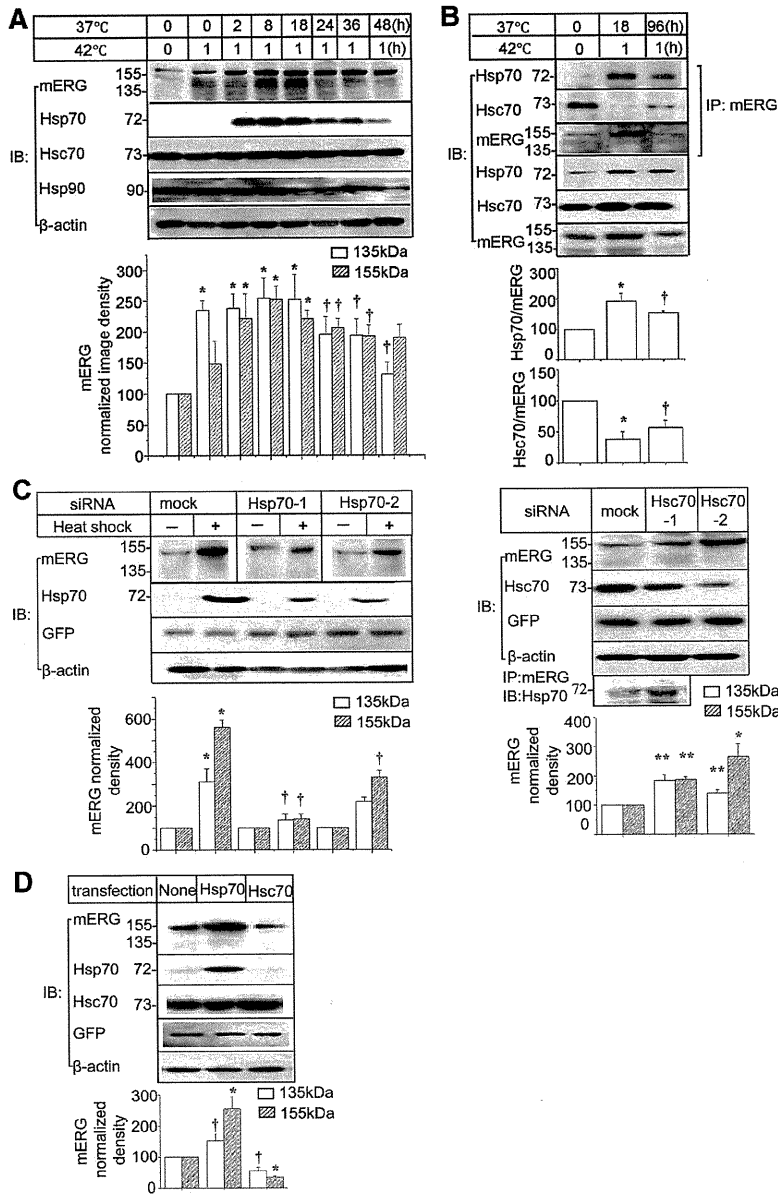 A
37°C 0 0 2 8 18 24 36 48(h)
42°C 0 1 1 1 1 1 1 1(h)
IB:
mERG 155- 135-
Hsp70 72-
Hsc70 73-
Hsp90 90-
β-actin
□135kDa
155kDa
mERG
normalized image density
300
250
200
150
100
50
0
* * * * * * * † † † † †
B
37°C 0 18 96(h)
42°C 0 1 1(h)
IB:
Hsp70 72-
Hsc70 73-
mERG 155- 135-
IP: mERG
Hsp70 72-
Hsc70 73-
mERG 155- 135-
Hsp70/mERG
300
200
100
0
* †
Hsc70/mERG
150
100
50
0
* †
C
siRNA mock Hsp70-1 Hsp70-2
Heat shock — + — + — +
IB:
mERG 155- 135-
Hsp70 72-
GFP
β-actin
135kDa
155kDa
mERG normalized
density
600
400
200
100
0
* * † † †
siRNA mock Hsc70 -1 Hsc70 -2
IB:
mERG 155- 135-
Hsc70 73-
GFP
β-actin
IP:mERG
IB:Hsp70 72-
135kDa
155kDa
mERG
normalized
density
400
300
200
100
0
** ** ** *
D
transfection None Hsp70 Hsc70
IB:
mERG 155- 135-
Hsp70 72-
Hsc70 73-
GFP
β-actin
135kDa
155kDa
mERG
normalized
density
300
200
100
0
† * † *